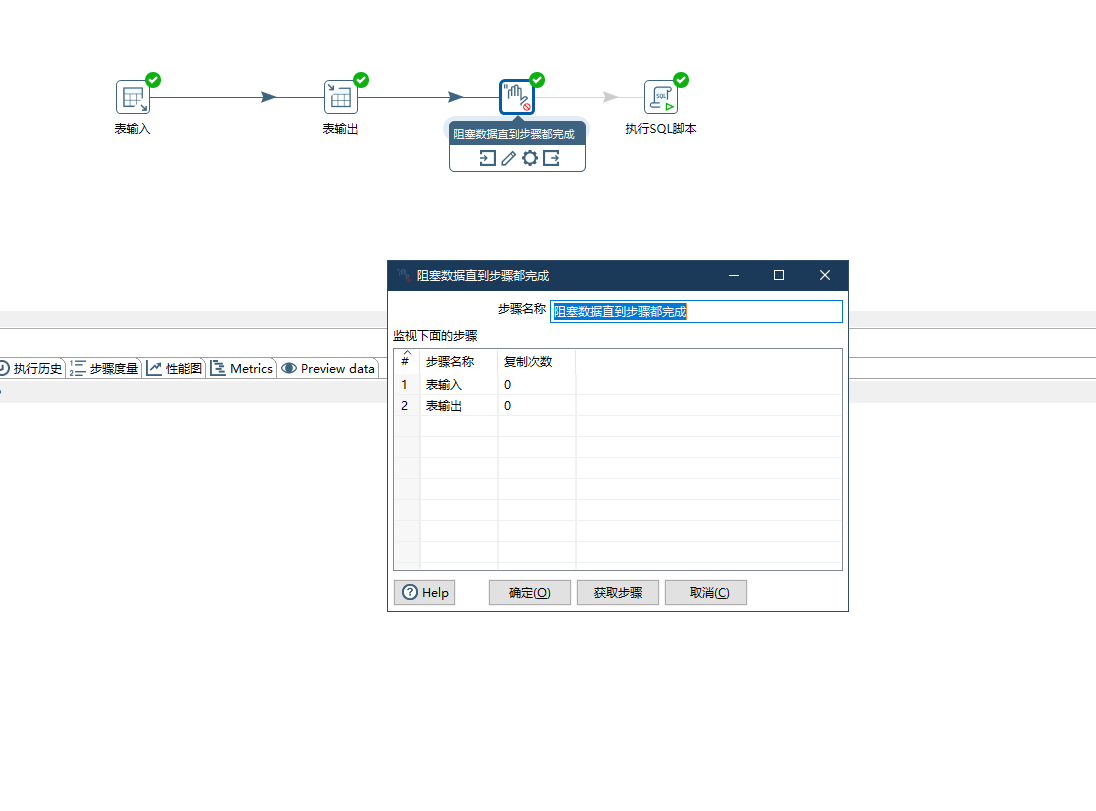 表输入
表输出
执行SQL脚本
阻塞数据直到步骤都完成
阻塞数据直到步骤都完成
步骤名称
阻塞数据直到步骤都完成
监视下面的步骤
# 步骤名称 复制次数
1 表输入 0
2 表输出 0
Help 确定(O) 获取步骤 取消(C)
执行历史 步骤度量 性能图 Metrics Preview data